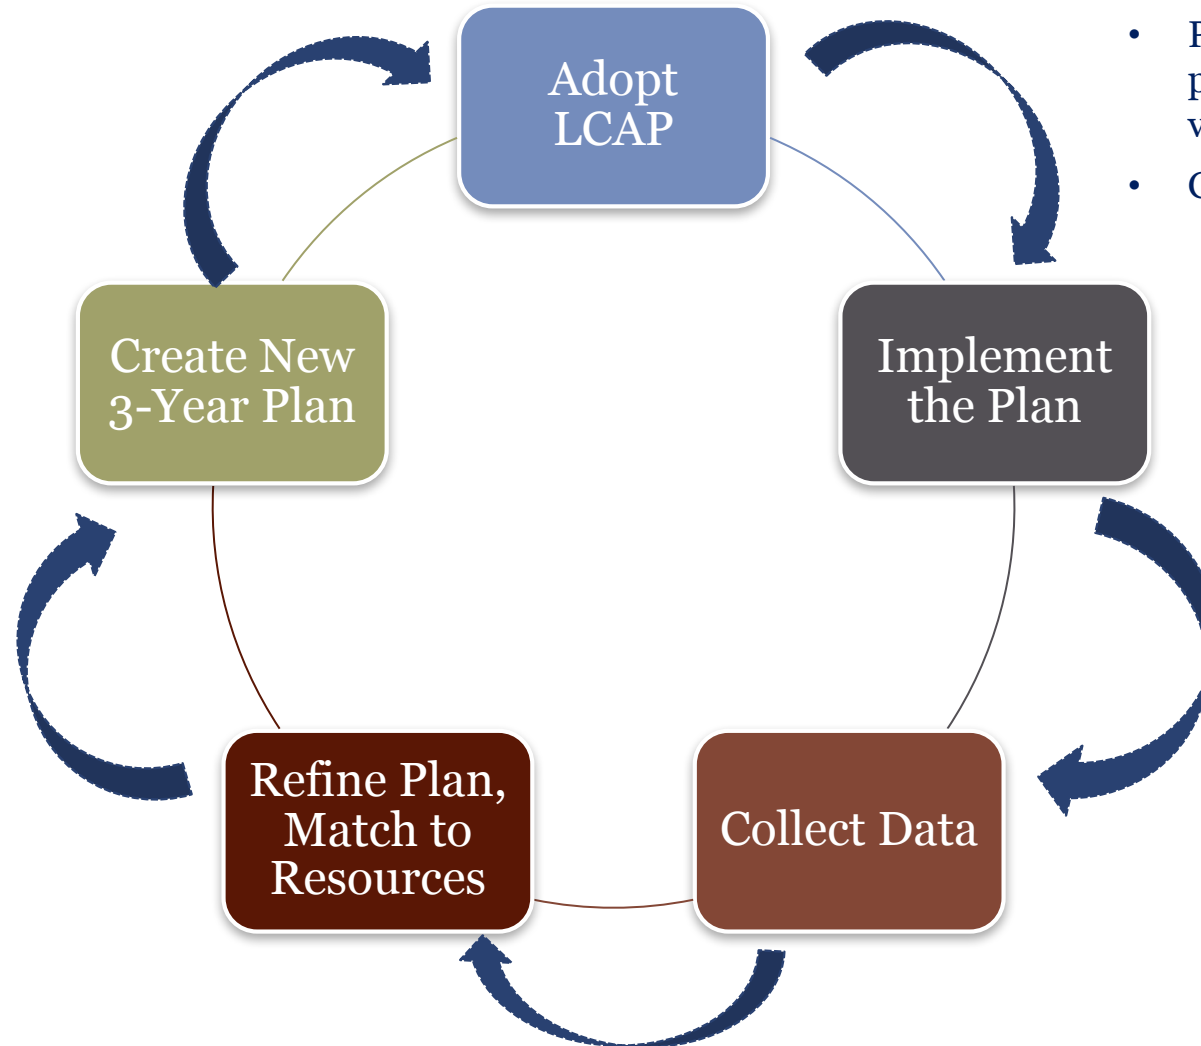 Adopt
LCAP
Implement
the Plan
Collect Data
Refine Plan,
Match to
Resources
Create New
3-Year Plan